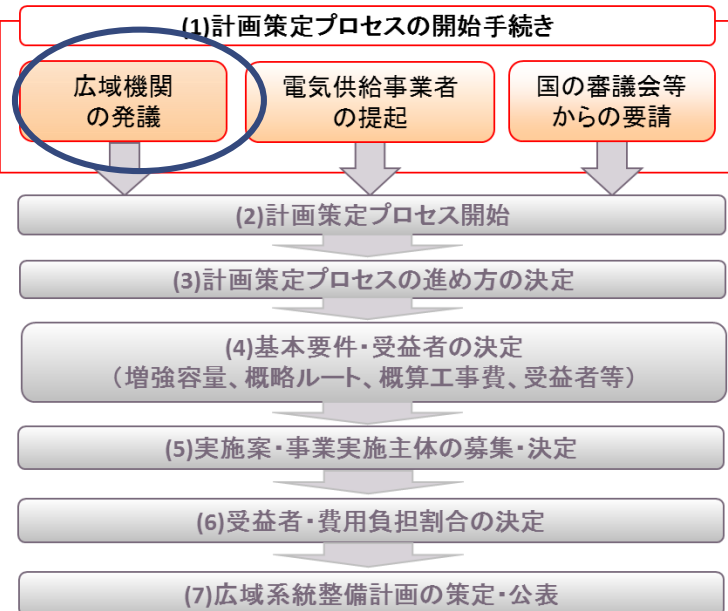 (1)計画策定プロセスの開始手続き
広域機関
の発議
電気供給事業者
の提起
国の審議会等
からの要請
(2)計画策定プロセス開始
(3)計画策定プロセスの進め方の決定
(4)基本要件・受益者の決定
（増強容量、概略ルート、概算工事費、受益者等）
(5)実施案・事業実施主体の募集・決定
(6)受益者・費用負担割合の決定
(7)広域系統整備計画の策定・公表